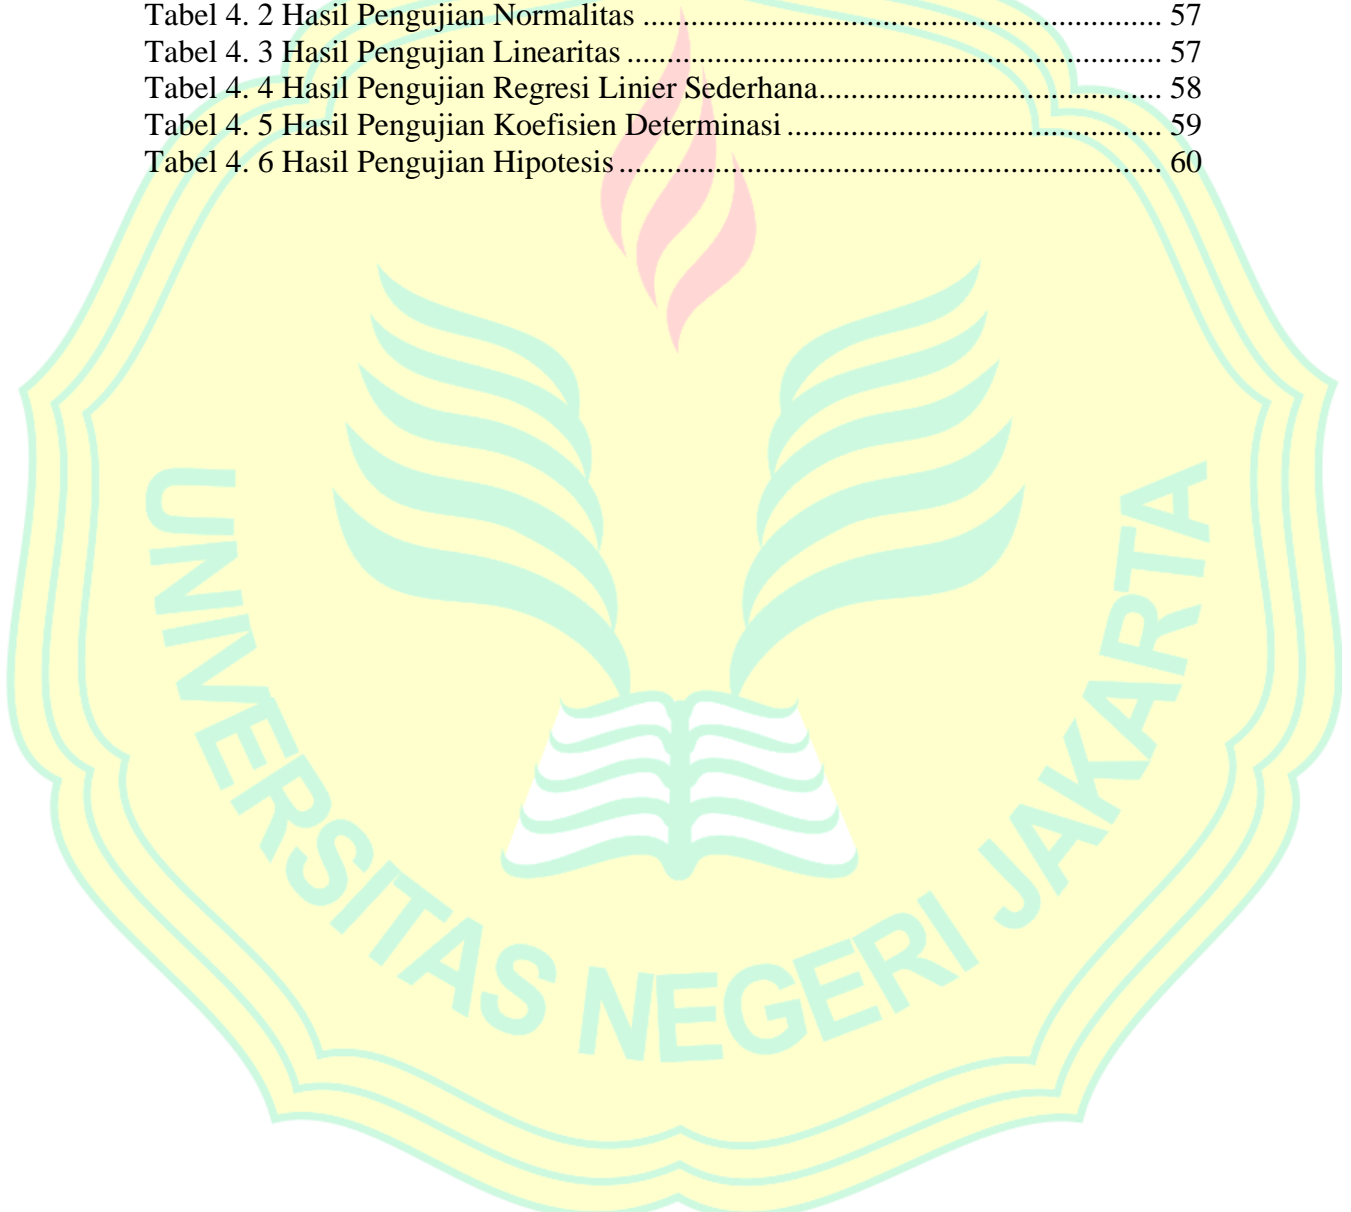 Tabel 4. 2 Hasil Pengujian Normalitas ................................................................ 57
Tabel 4. 3 Hasil Pengujian Linearitas .................................................................. 57
Tabel 4. 4 Hasil Pengujian Regresi Linier Sederhana.......................................... 58
Tabel 4. 5 Hasil Pengujian Koefisien Determinasi .............................................. 59
Tabel 4. 6 Hasil Pengujian Hipotesis ................................................................... 60
UNIVERSITAS NEGERI JAKARTA